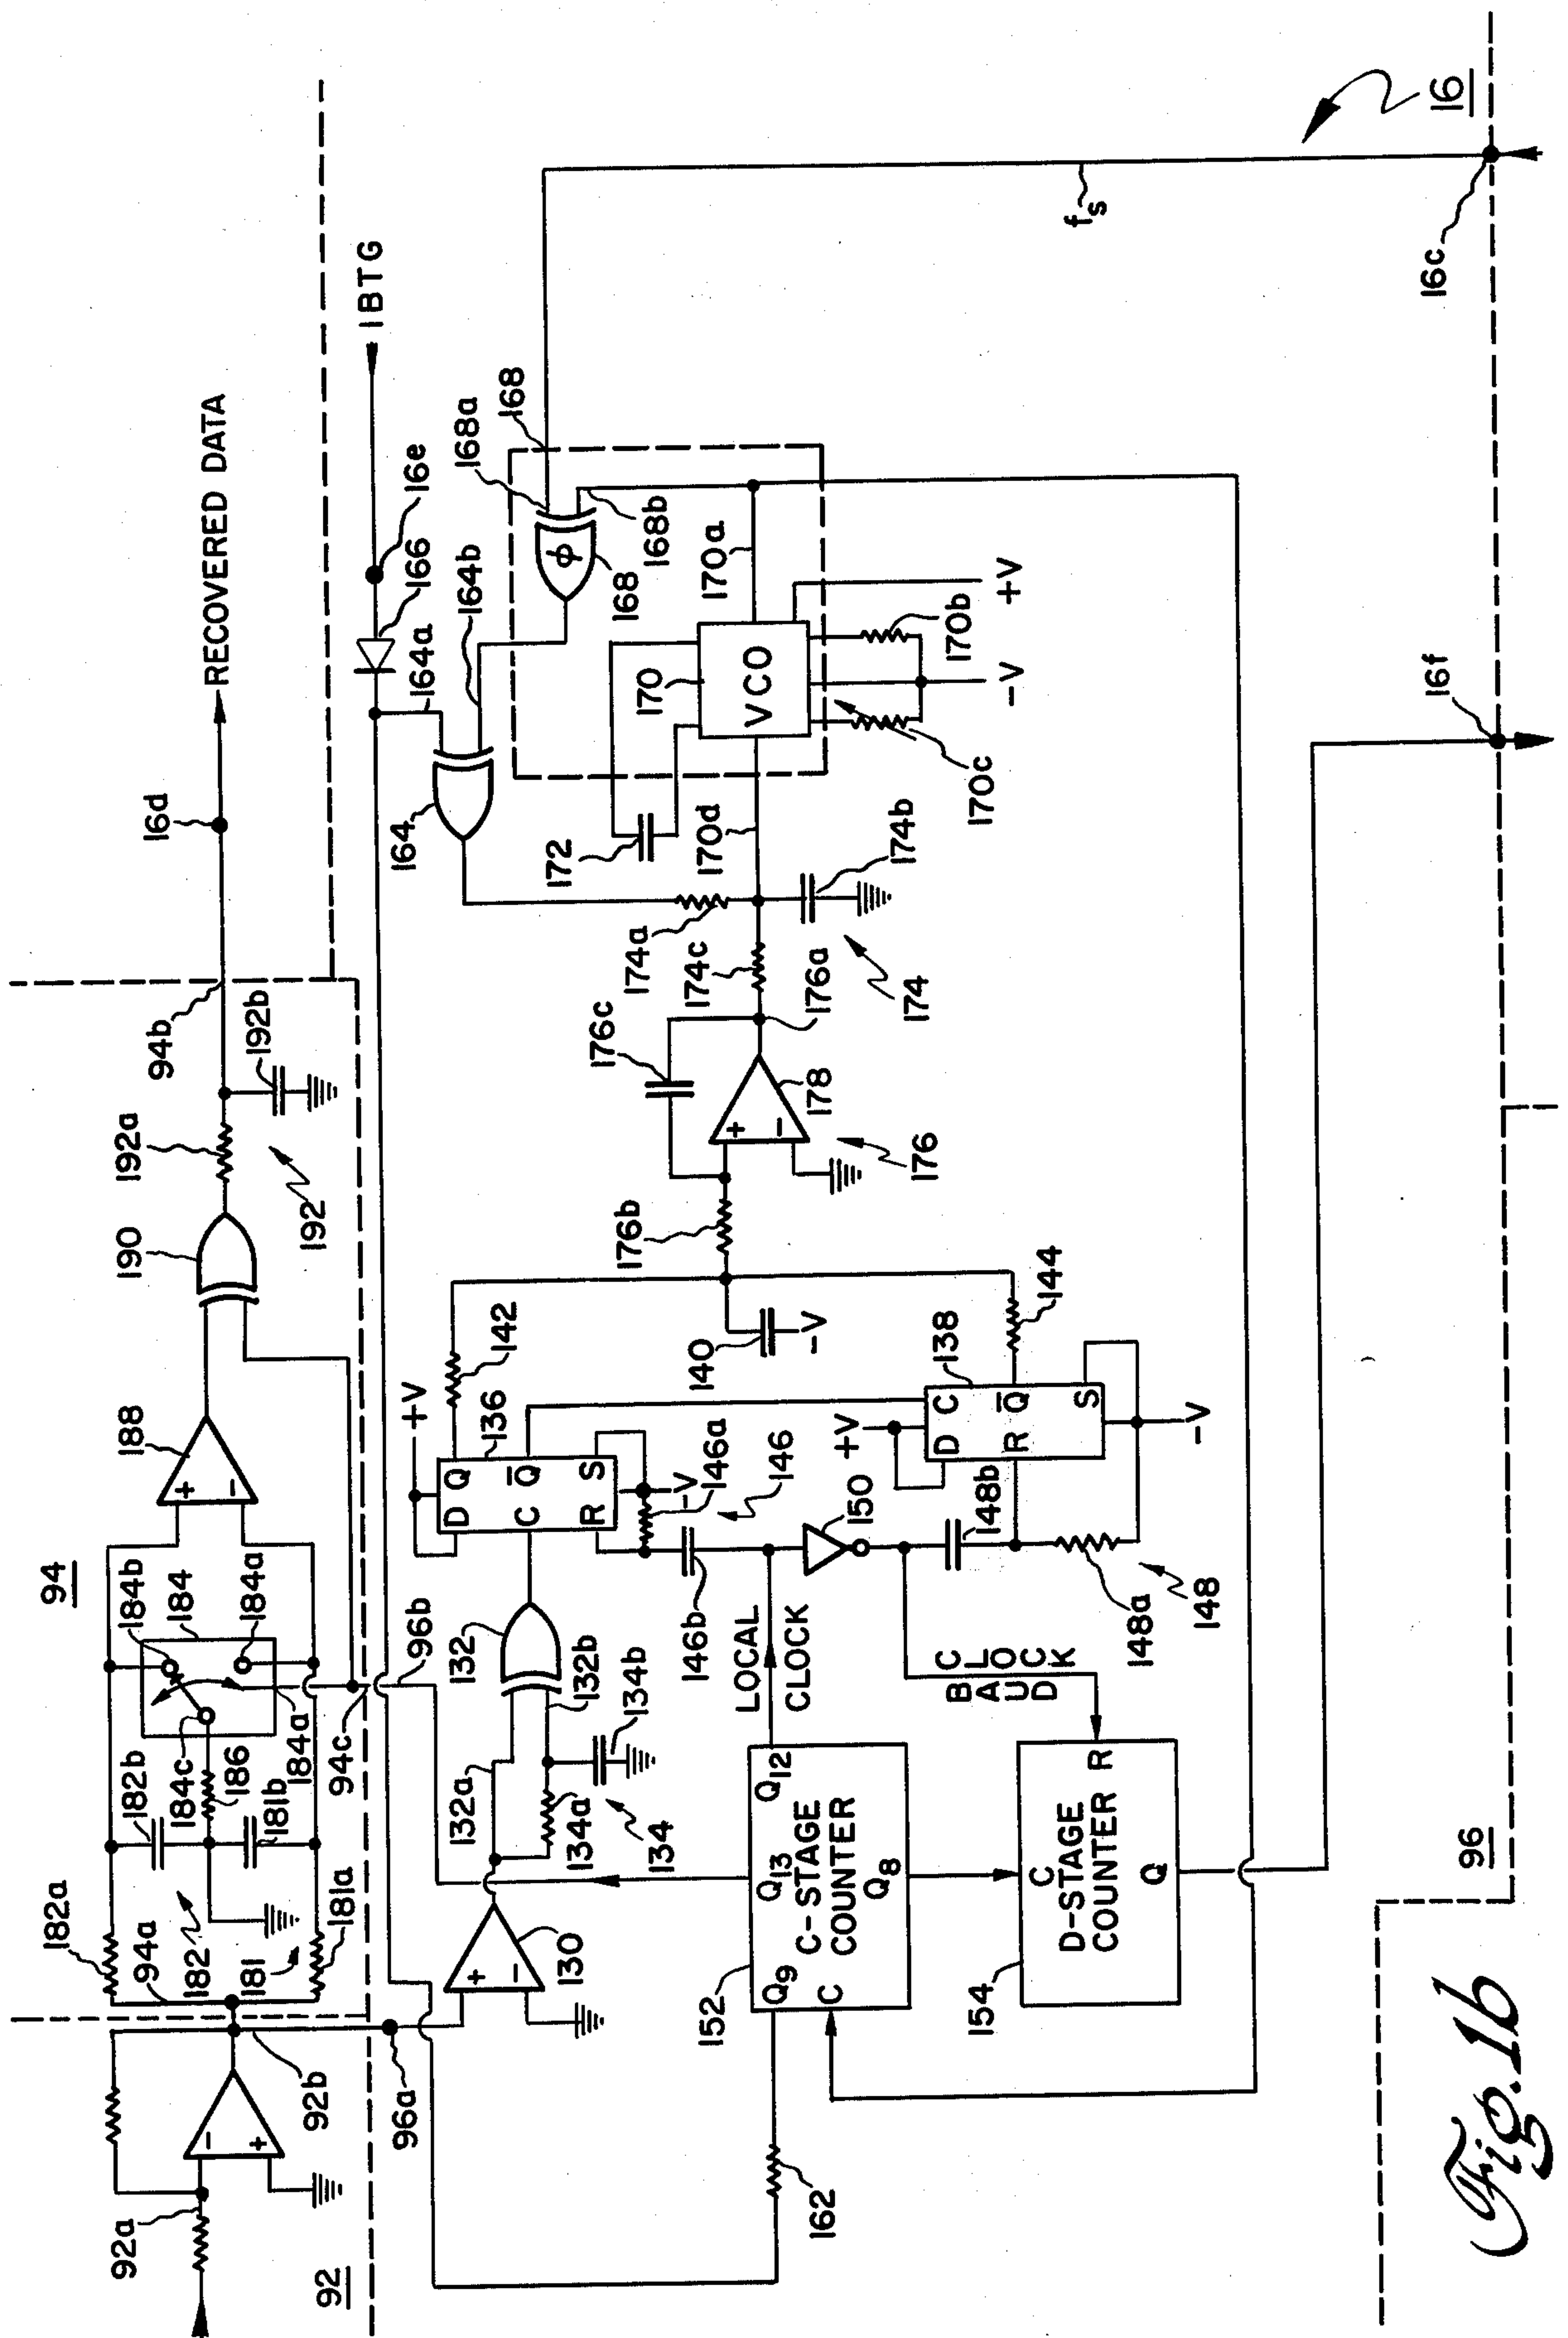 92a
92
92b
182a
94a
182
181
181a
182b
184c
186
181b
184a
94c
94
184b
184
184a
188
+
-
190
192a
192
192b
94b
16d
RECOVERED DATA
IBTG
16e
166
164a
164b
164
168a
168
168b
168
φ
170a
170
VCO
170b
+V
-V
170c
170d
172
174a
174b
174c
174
176a
176c
178
+
-
176
176b
142
144
140
-V
+V
136
D
Q
C
Q̅
R
S
-V
146a
146
146b
+V
138
D
C
R
Q̅
S
-V
148b
148a
148
150
LOCAL
CLOCK
BAUD
CLOCK
96b
132
132a
132b
134b
134a
134
130
+
-
96a
-
+
152
Q9
Q13
Q12
C
C-STAGE
COUNTER
Q8
154
C
R
D-STAGE
COUNTER
Q
162
96
16f
16c
fs
16
Fig. 1b